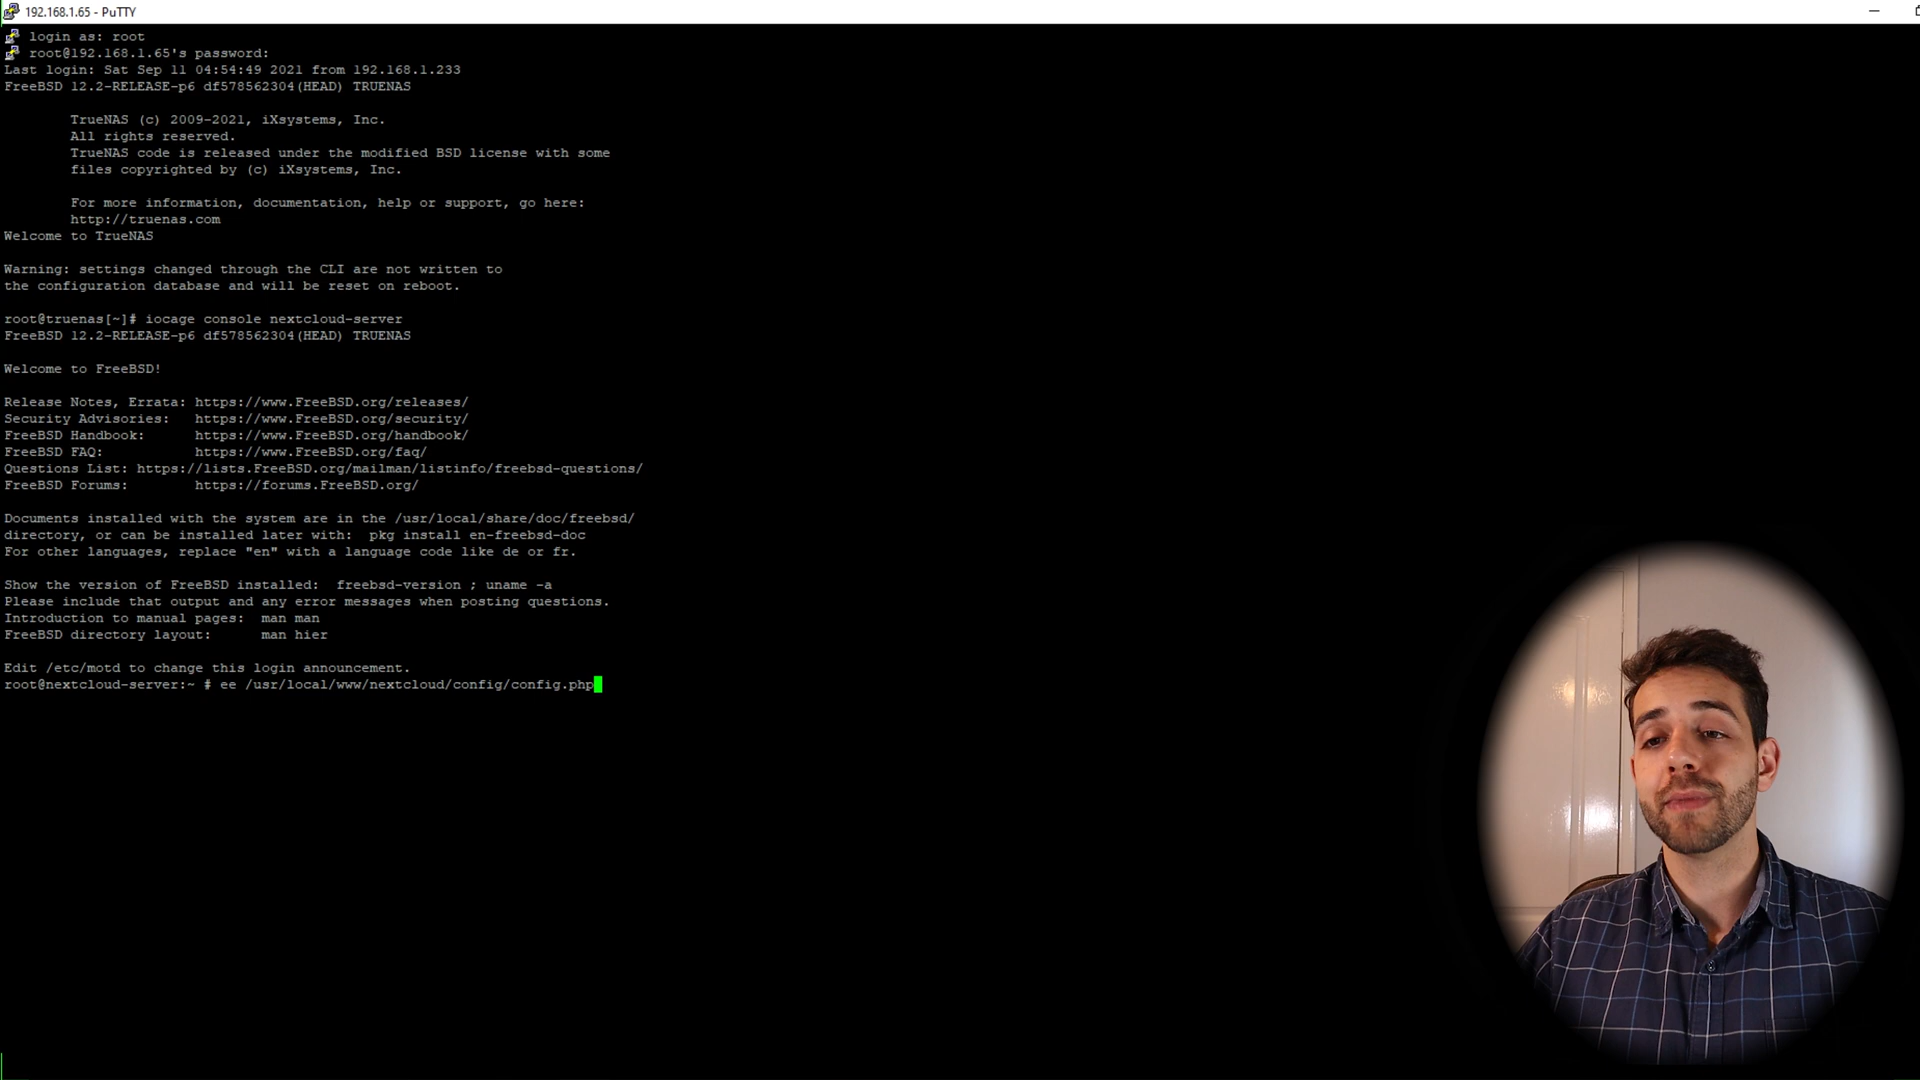 192.168.1.65 - PuTTY
login as: root
root@192.168.1.65's password:
Last login: Sat Sep 11 04:54:49 2021 from 192.168.1.233
FreeBSD 12.2-RELEASE-p6 df578562304(HEAD) TRUENAS
TrueNAS (c) 2009-2021, iXsystems, Inc.
All rights reserved.
TrueNAS code is released under the modified BSD license with some
files copyrighted by (c) iXsystems, Inc.
For more information, documentation, help or support, go here:
http://truenas.com
Welcome to TrueNAS
Warning: settings changed through the CLI are not written to
the configuration database and will be reset on reboot.
root@truenas[~]# iocage console nextcloud-server
FreeBSD 12.2-RELEASE-p6 df578562304(HEAD) TRUENAS
Welcome to FreeBSD!
Release Notes, Errata: https://www.FreeBSD.org/releases/
Security Advisories: https://www.FreeBSD.org/security/
FreeBSD Handbook: https://www.FreeBSD.org/handbook/
FreeBSD FAQ: https://www.FreeBSD.org/faq/
Questions List: https://lists.FreeBSD.org/mailman/listinfo/freebsd-questions/
FreeBSD Forums: https://forums.FreeBSD.org/
Documents installed with the system are in the /usr/local/share/doc/freebsd/
directory, or can be installed later with: pkg install en-freebsd-doc
For other languages, replace "en" with a language code like de or fr.
Show the version of FreeBSD installed: freebsd-version ; uname -a
Please include that output and any error messages when posting questions.
Introduction to manual pages: man man
FreeBSD directory layout: man hier
Edit /etc/motd to change this login announcement.
root@nextcloud-server:~ # ee /usr/local/www/nextcloud/config/config.php